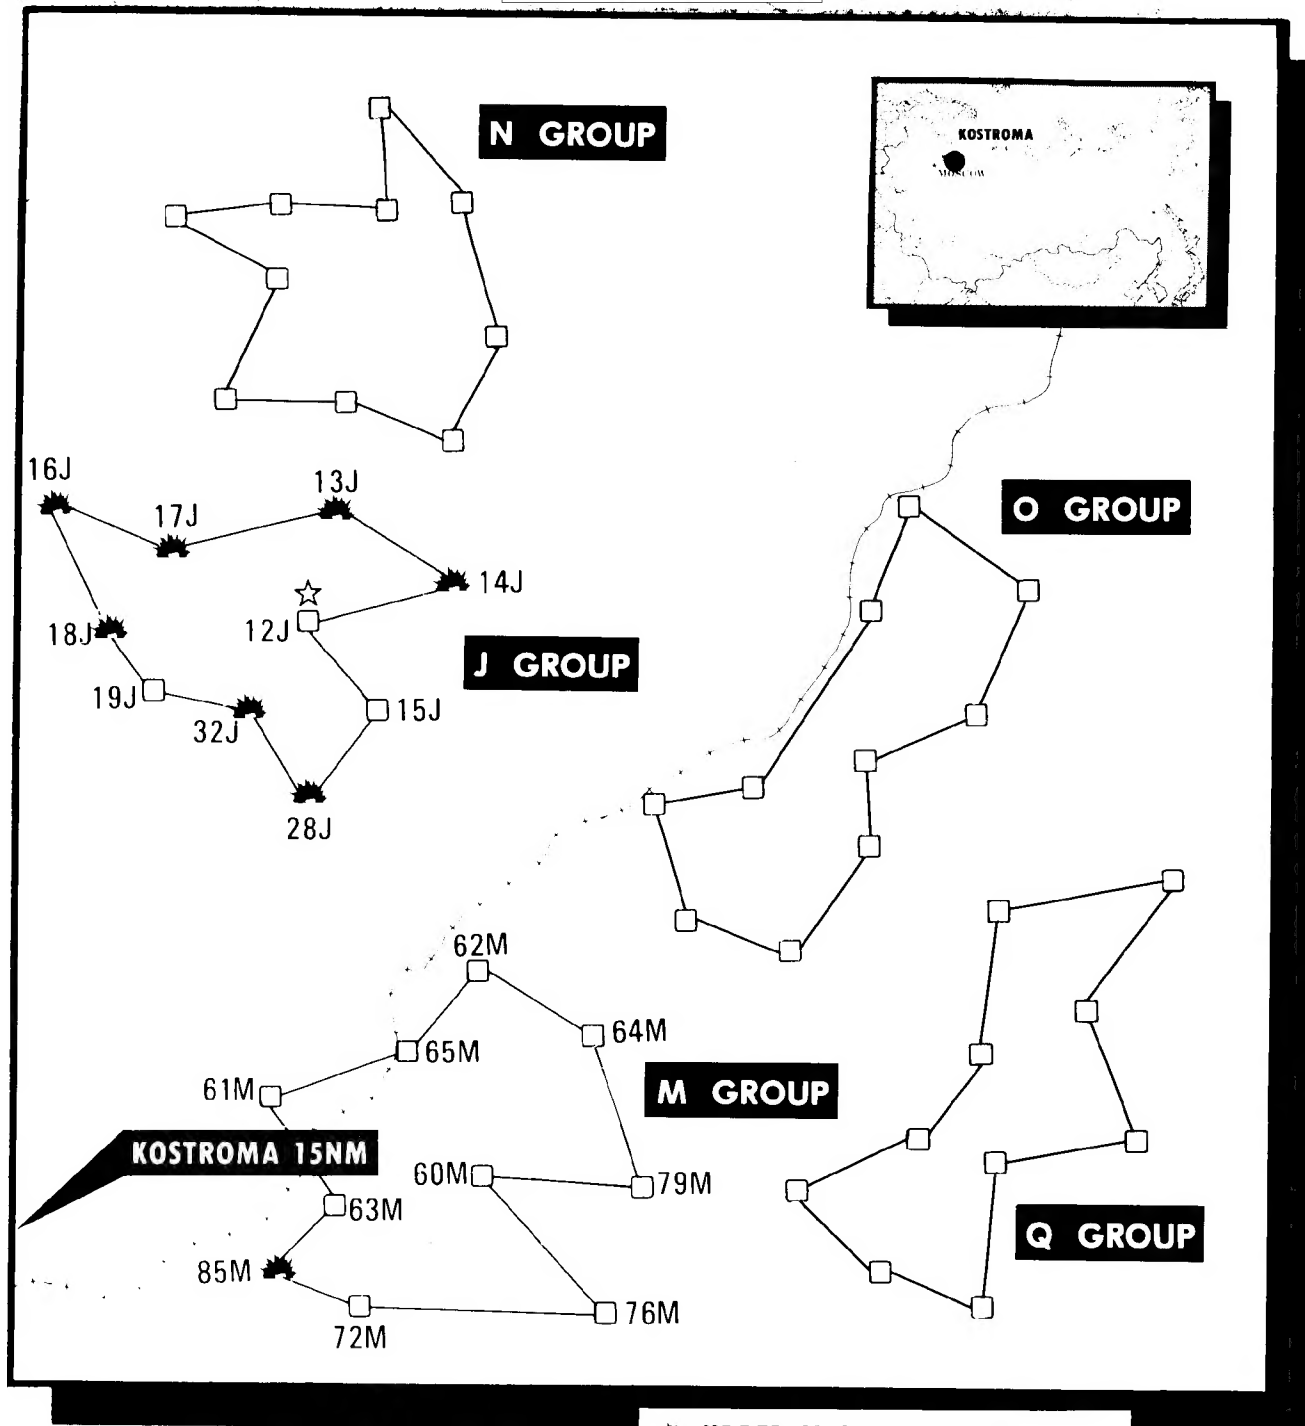 N GROUP
KOSTROMA
MOSCOW
16J
13J
17J
O GROUP
14J
12J
18J
J GROUP
19J
15J
32J
28J
62M
64M
65M
61M
M GROUP
KOSTROMA 15NM
60M
79M
63M
Q GROUP
85M
76M
72M